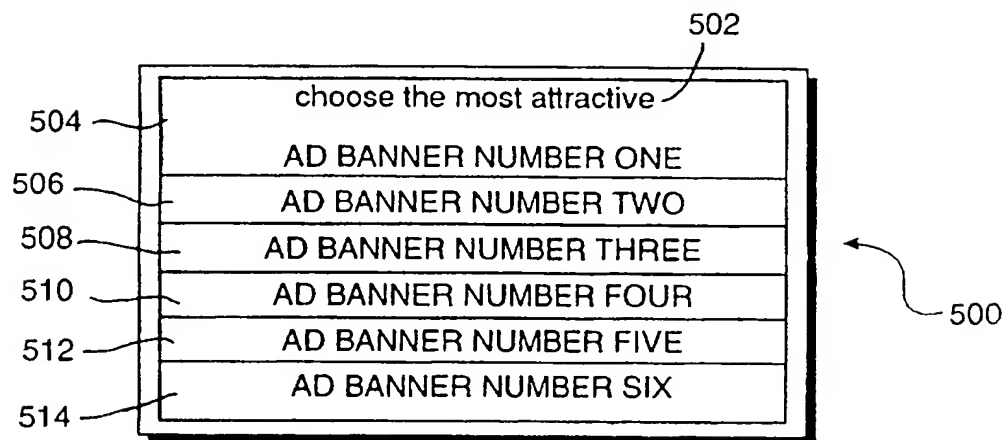 502
choose the most attractive
504
AD BANNER NUMBER ONE
506
AD BANNER NUMBER TWO
508
AD BANNER NUMBER THREE
510
AD BANNER NUMBER FOUR
500
512
AD BANNER NUMBER FIVE
514
AD BANNER NUMBER SIX